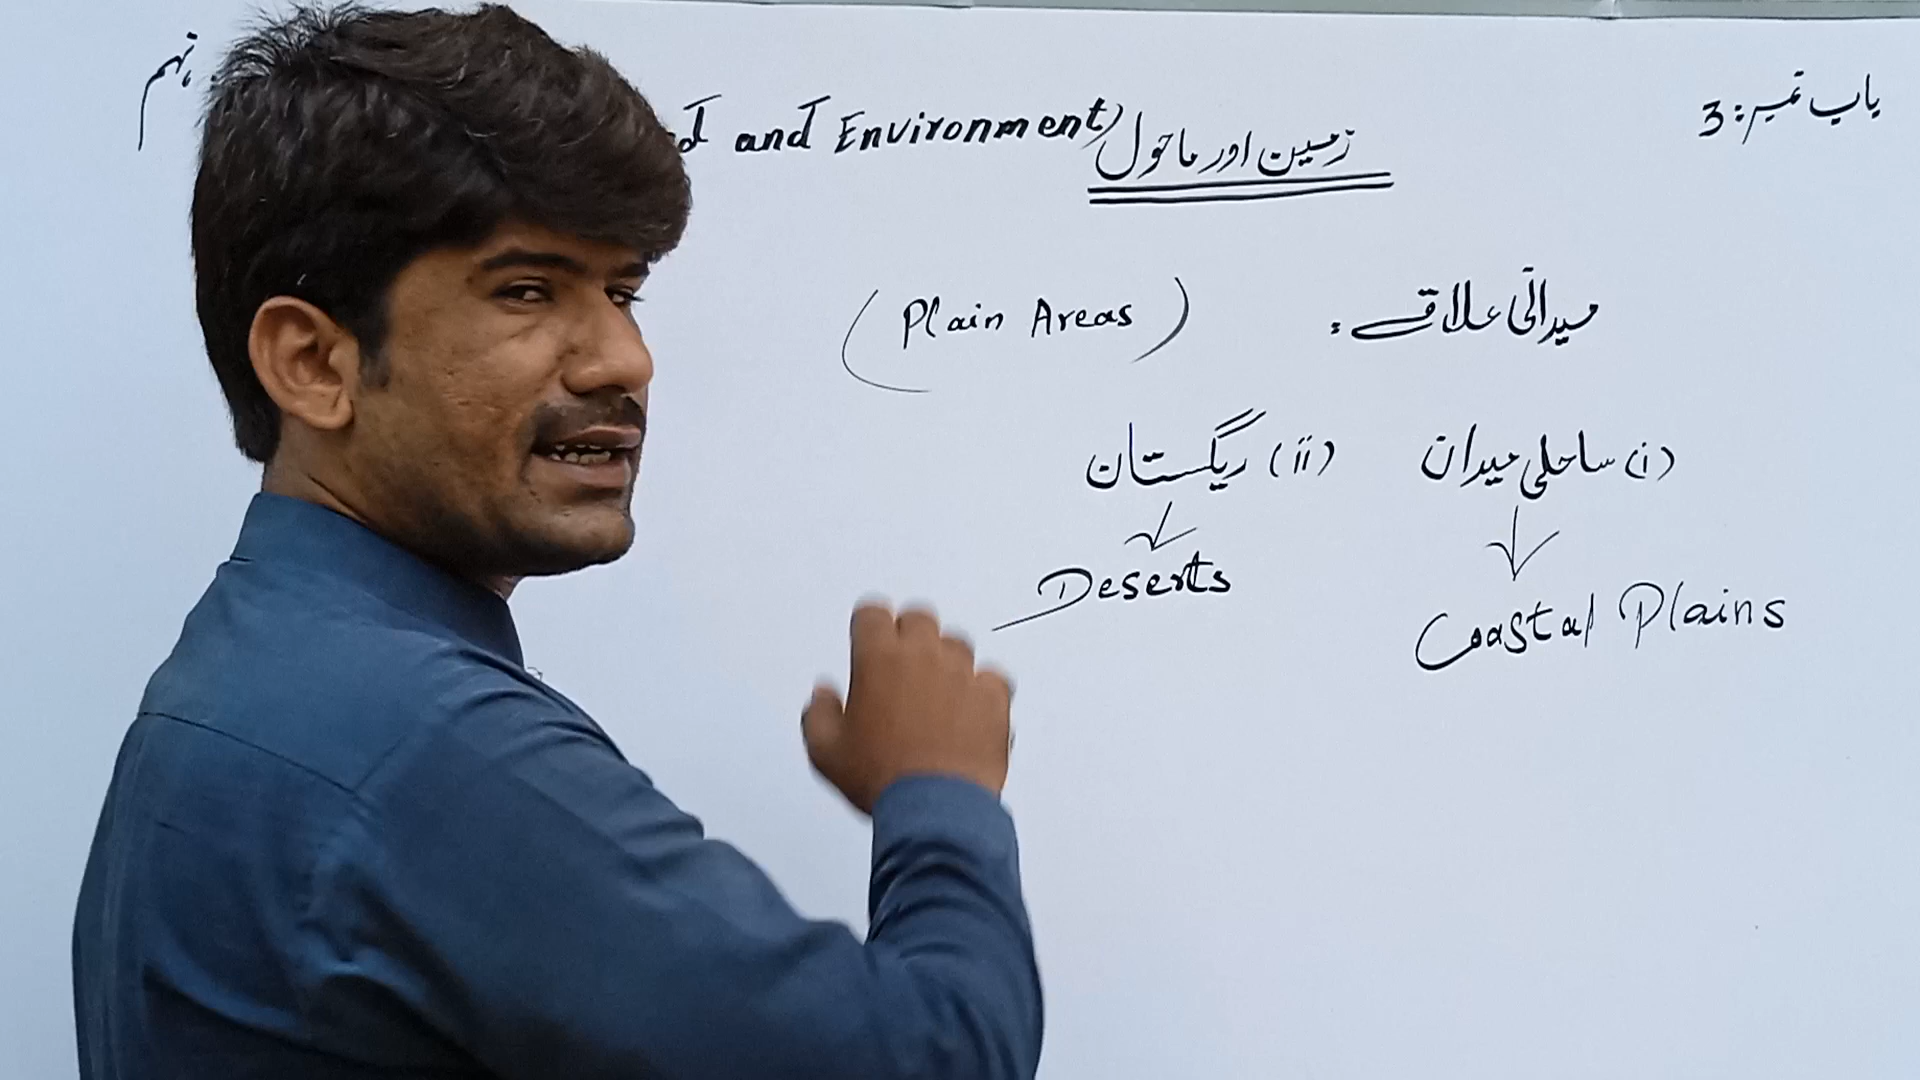 باب نمبر: 3
نہم
and Environment) زمین اور ماحول
میدانی علاقے: (Plain Areas)
(i) ساحلی میدان (ii) ریگستان
Deserts
Coastal Plains